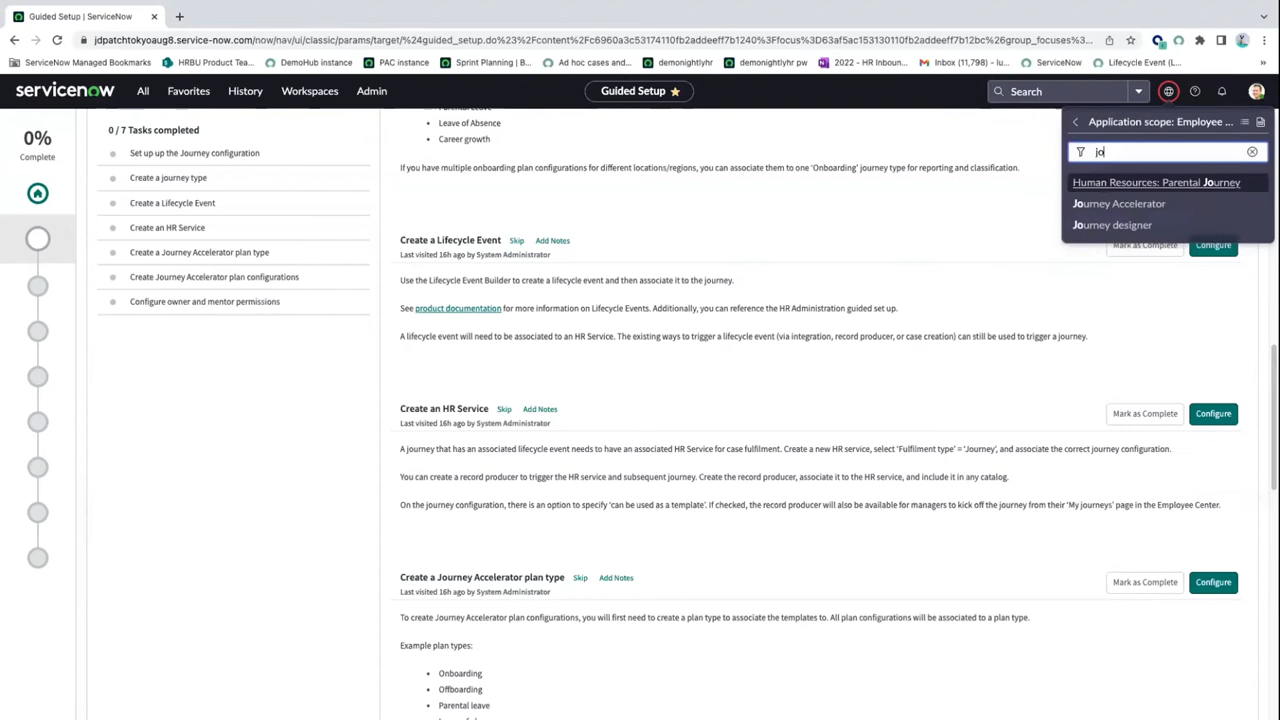 Guided Setup | ServiceNow
jdpatchtokyoaug8.service-now.com/now/nav/ui/classic/params/target/%24guided_setup.do%23%2Fcontent%2Fc6960a3c53174110fb2addeeff7b1240%3Ffocus%3D63af5ac153130110fb2addeeff7b12bc%26group_focuses%3...
ServiceNow Managed Bookmarks
HRBU Product Tea...
DemoHub instance
PAC instance
Sprint Planning | B...
Ad hoc cases and...
demonightlyhr
demonightlyhr pw
2022 - HR Inboun...
Inbox (11,798) - lu...
ServiceNow
Lifecycle Event (L...
servicenow
All
Favorites
History
Workspaces
Admin
Guided Setup
Search
0%
Complete
0 / 7 Tasks completed
Set up up the Journey configuration
Create a journey type
Create a Lifecycle Event
Create an HR Service
Create a Journey Accelerator plan type
Create Journey Accelerator plan configurations
Configure owner and mentor permissions
Leave of Absence
Career growth
If you have multiple onboarding plan configurations for different locations/regions, you can associate them to one 'Onboarding' journey type for reporting and classification.
Application scope: Employee ...
jo
Human Resources: Parental Journey
Journey Accelerator
Journey designer
Create a Lifecycle Event Skip Add Notes
Last visited 16h ago by System Administrator
Mark as Complete
Configure
Use the Lifecycle Event Builder to create a lifecycle event and then associate it to the journey.
See product documentation for more information on Lifecycle Events. Additionally, you can reference the HR Administration guided set up.
A lifecycle event will need to be associated to an HR Service. The existing ways to trigger a lifecycle event (via integration, record producer, or case creation) can still be used to trigger a journey.
Create an HR Service Skip Add Notes
Last visited 16h ago by System Administrator
Mark as Complete
Configure
A journey that has an associated lifecycle event needs to have an associated HR Service for case fulfilment. Create a new HR service, select 'Fulfilment type' = 'Journey', and associate the correct journey configuration.
You can create a record producer to trigger the HR service and subsequent journey. Create the record producer, associate it to the HR service, and include it in any catalog.
On the journey configuration, there is an option to specify 'can be used as a template'. If checked, the record producer will also be available for managers to kick off the journey from their 'My journeys' page in the Employee Center.
Create a Journey Accelerator plan type Skip Add Notes
Last visited 16h ago by System Administrator
Mark as Complete
Configure
To create Journey Accelerator plan configurations, you will first need to create a plan type to associate the templates to. All plan configurations will be associated to a plan type.
Example plan types:
Onboarding
Offboarding
Parental leave